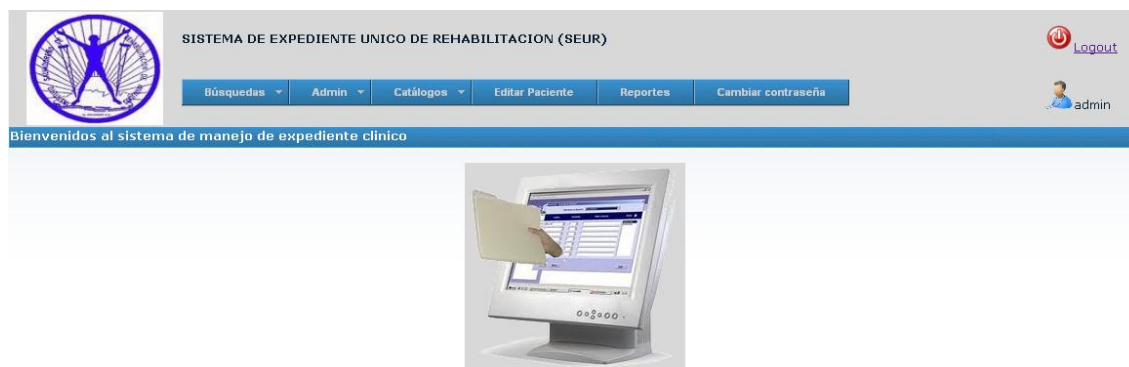 SISTEMA DE EXPEDIENTE UNICO DE REHABILITACION (SEUR)
Logout
Búsquedas Admin Catálogos Editar Paciente Reportes Cambiar contraseña
admin
Bienvenidos al sistema de manejo de expediente clinico